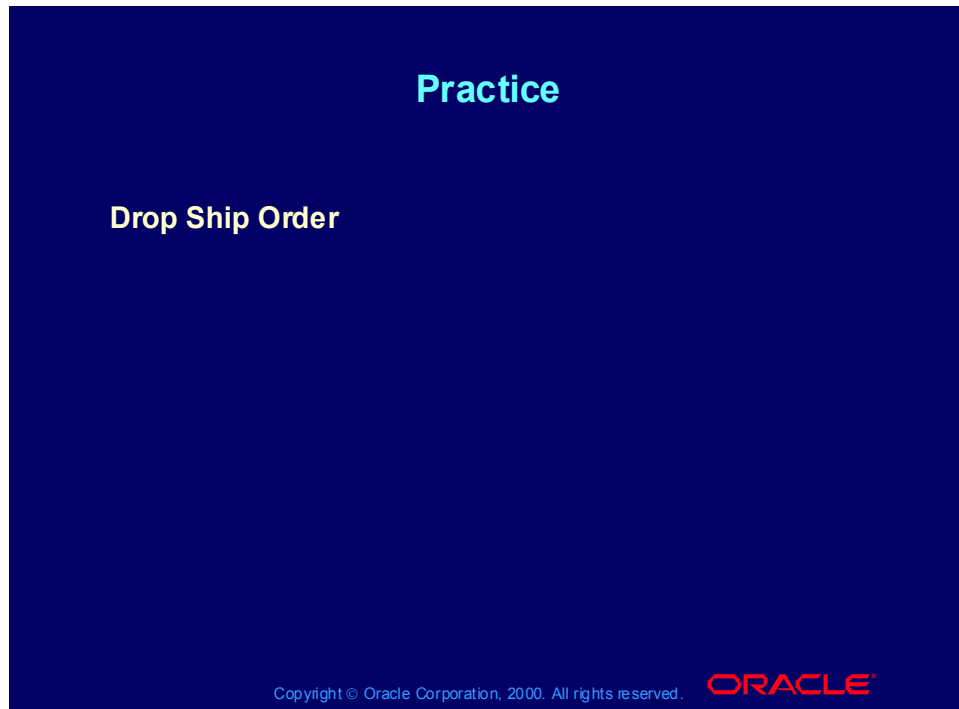 Practice
Drop Ship Order
Copyright © Oracle Corporation, 2000. All rights reserved.
ORACLE®